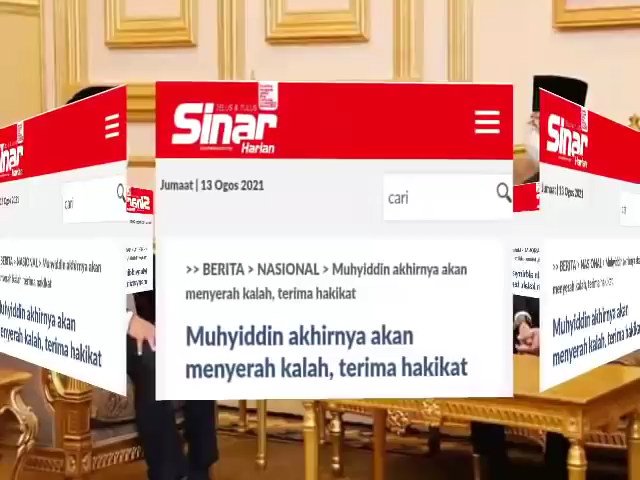 Sinar
TELUS & TULUS
Harian
Jumaat | 13 Ogos 2021
cari
>> BERITA > NASIONAL > Muhyiddin akhirnya akan
menyerah kalah, terima hakikat
Muhyiddin akhirnya akan
menyerah kalah, terima hakikat